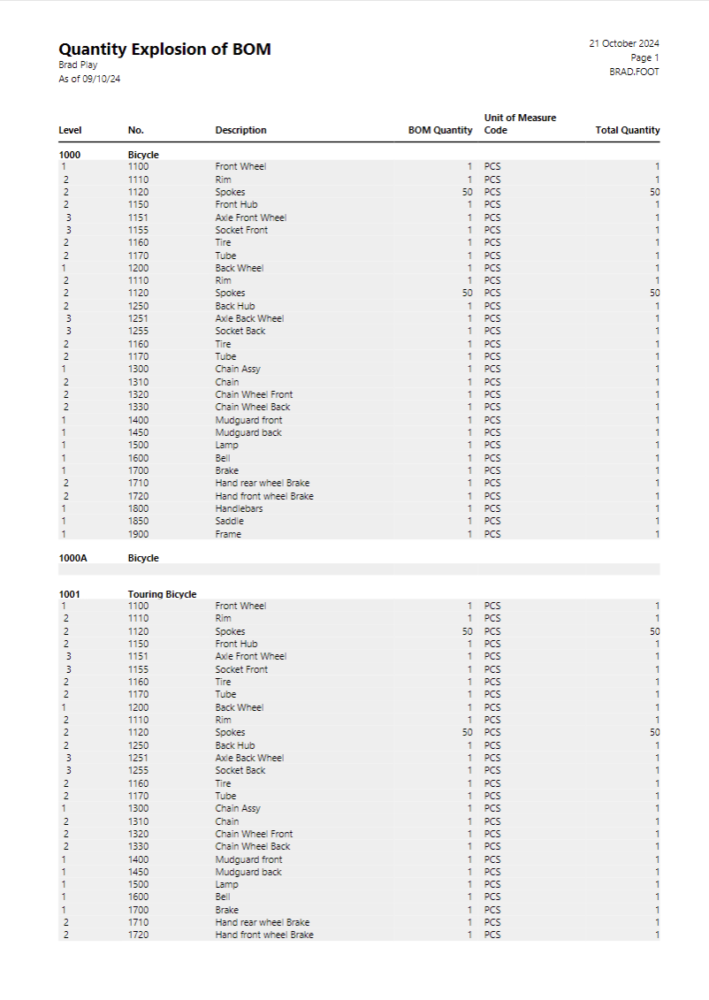 Quantity Explosion of BOM
Brad Play
As of 09/10/24
21 October 2024
Page 1
BRAD.FOOT
Level No. Description BOM Quantity Unit of Measure Code Total Quantity
1000 Bicycle
1 1100 Front Wheel 1 PCS 1
2 1110 Rim 1 PCS 1
2 1120 Spokes 50 PCS 50
2 1150 Front Hub 1 PCS 1
3 1151 Axle Front Wheel 1 PCS 1
3 1155 Socket Front 1 PCS 1
2 1160 Tire 1 PCS 1
2 1170 Tube 1 PCS 1
1 1200 Back Wheel 1 PCS 1
2 1110 Rim 1 PCS 1
2 1120 Spokes 50 PCS 50
2 1250 Back Hub 1 PCS 1
3 1251 Axle Back Wheel 1 PCS 1
3 1255 Socket Back 1 PCS 1
2 1160 Tire 1 PCS 1
2 1170 Tube 1 PCS 1
1 1300 Chain Assy 1 PCS 1
2 1310 Chain 1 PCS 1
2 1320 Chain Wheel Front 1 PCS 1
2 1330 Chain Wheel Back 1 PCS 1
1 1400 Mudguard front 1 PCS 1
1 1450 Mudguard back 1 PCS 1
1 1500 Lamp 1 PCS 1
1 1600 Bell 1 PCS 1
1 1700 Brake 1 PCS 1
2 1710 Hand rear wheel Brake 1 PCS 1
2 1720 Hand front wheel Brake 1 PCS 1
1 1800 Handlebars 1 PCS 1
1 1850 Saddle 1 PCS 1
1 1900 Frame 1 PCS 1
1000A Bicycle
1001 Touring Bicycle
1 1100 Front Wheel 1 PCS 1
2 1110 Rim 1 PCS 1
2 1120 Spokes 50 PCS 50
2 1150 Front Hub 1 PCS 1
3 1151 Axle Front Wheel 1 PCS 1
3 1155 Socket Front 1 PCS 1
2 1160 Tire 1 PCS 1
2 1170 Tube 1 PCS 1
1 1200 Back Wheel 1 PCS 1
2 1110 Rim 1 PCS 1
2 1120 Spokes 50 PCS 50
2 1250 Back Hub 1 PCS 1
3 1251 Axle Back Wheel 1 PCS 1
3 1255 Socket Back 1 PCS 1
2 1160 Tire 1 PCS 1
2 1170 Tube 1 PCS 1
1 1300 Chain Assy 1 PCS 1
2 1310 Chain 1 PCS 1
2 1320 Chain Wheel Front 1 PCS 1
2 1330 Chain Wheel Back 1 PCS 1
1 1400 Mudguard front 1 PCS 1
1 1450 Mudguard back 1 PCS 1
1 1500 Lamp 1 PCS 1
1 1600 Bell 1 PCS 1
1 1700 Brake 1 PCS 1
2 1710 Hand rear wheel Brake 1 PCS 1
2 1720 Hand front wheel Brake 1 PCS 1